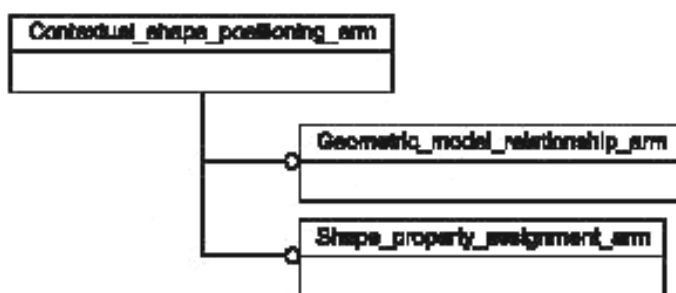 Contextual_shape_positioning_arm
Geometric_model_relationship_arm
Shape_property_assignment_arm